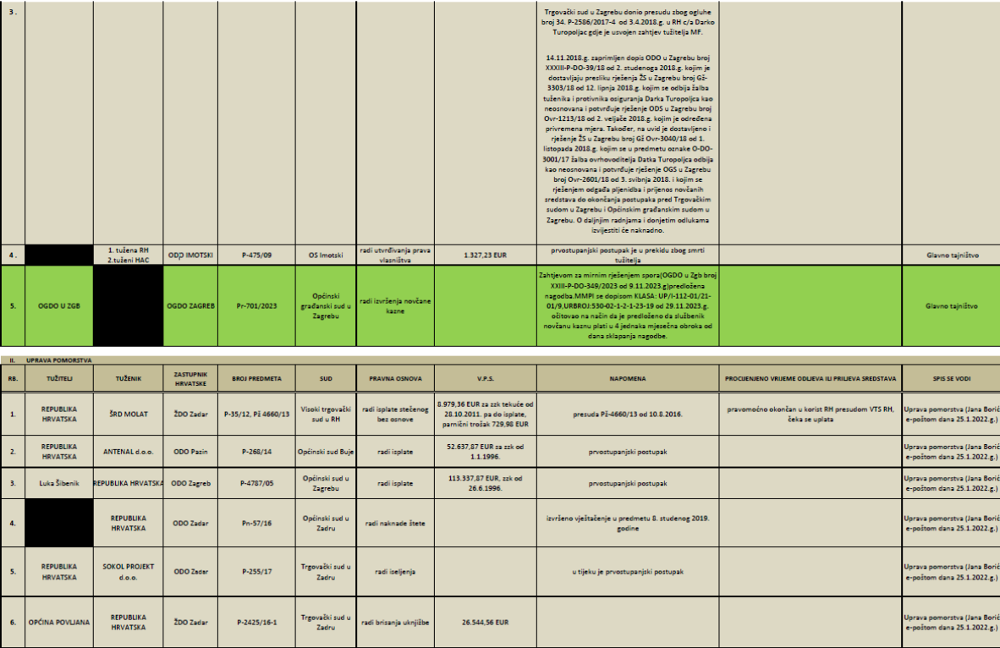 3.
Trgovački sud u Zagrebu donio presudu zbog ogluhe
broj 34. P-2586/2017-4 od 3.4.2018.g. u RH c/a Darko
Turopoljac gdje je usvojen zahtjev tužitelja MF.
14.11.2018.g. zaprimljen dopis ODO u Zagrebu broj
XXXIII-P-DO-39/18 od 2. studenoga 2018.g. kojim je
dostavljaju presliku rješenja ŽS u Zagrebu broj Gž-
3303/18 od 12. lipnja 2018.g. kojim se odbija žalba
tuženika i protivnika osiguranja Darka Turopoljca kao
neosnovana i potvrđuje rješenje ODS u Zagrebu broj
Ovr-1213/18 od 2. veljače 2018.g. kojim je određena
privremena mjera. Također, na uvid je dostavljeno i
rješenje ŽS u Zagrebu broj Gž Ovr-3040/18 od 1.
listopada 2018.g. kojim se u predmetu oznake O-DO-
3001/17 žalba ovrhovoditelja Datka Turopoljca odbija
kao neosnovana i potvrđuje rješenje OGS u Zagrebu
broj Ovr-2601/18 od 3. svibnja 2018. i kojim se
rješenjem odgađa pljenidba i prijenos novčanih
sredstava do okončanja postupaka pred Trgovačkim
sudom u Zagrebu i Općinskim građanskim sudom u
Zagrebu. O daljnjim radnjama i donjetim odlukama
izvijestiti će naknadno.
4.
1. tužena RH
2.tuženi HAC
ODO IMOTSKI
P-475/09
OS Imotski
radi utvrđivanja prava
vlasništva
1.327,23 EUR
prvostupanjski postupak je u prekidu zbog smrti
tužitelja
Glavno tajništvo
5.
OGDO U ZGB
OGDO ZAGREB
Pr-701/2023
Općinski
građanski sud u
Zagrebu
radi izvršenja novčane
kazne
Zahtjevom za mirnim rješenjem spora(OGDO u Zgb broj
XXIII-P-DO-349/2023 od 9.11.2023.g)predložena
nagodba.MMPI se dopisom KLASA: UP/I-112-01/21-
01/9.URBROJ:530-02-1-2-1-23-19 od 29.11.2023.g.
očitovao na način da je predloženo da službenik
novčanu kaznu plati u 4 jednaka mjesečna obroka od
dana sklapanja nagodbe.
Glavno tajništvo
II. UPRAVA POMORSTVA
RB.
TUŽITELJ
TUŽENIK
ZASTUPNIK
HRVATSKE
BROJ PREDMETA
SUD
PRAVNA OSNOVA
V.P.S.
NAPOMENA
PROCIJENJENO VRIJEME ODLJEVA ILI PRILJEVA SREDSTAVA
SPIS SE VODI
1.
REPUBLIKA
HRVATSKA
ŠRD MOLAT
ŽDO Zadar
P-35/12, Pž 4660/13
Visoki trgovački
sud u RH
radi isplate stečenog
bez osnove
8.979,36 EUR za zzk tekuće od
28.10.2011. pa do isplate,
parnični trošak 729,98 EUR
presuda Pž-4660/13 od 10.8.2016.
pravomoćno okončan u korist RH presudom VTS RH,
čeka se uplata
Uprava pomorstva (Jana Borić
e-poštom dana 25.1.2022.g.)
2.
REPUBLIKA
HRVATSKA
ANTENAL d.o.o.
ODO Pazin
P-268/14
Općinski sud Buje
radi isplate
52.637,87 EUR sa zzk od
1.1.1996.
prvostupanjski postupak
Uprava pomorstva (Jana Borić
e-poštom dana 25.1.2022.g.)
3.
Luka Šibenik
REPUBLIKA HRVATSKA
ODO Zagreb
P-4787/05
Općinski sud u
Zagrebu
radi isplate
113.337,87 EUR, zzk od
26.6.1996.
prvostupanjski postupak
Uprava pomorstva (Jana Borić
e-poštom dana 25.1.2022.g.)
4.
REPUBLIKA
HRVATSKA
ODO Zadar
Pn-57/16
Općinski sud u
Zadru
radi naknade štete
izvršeno vještačenje u predmetu 8. studenog 2019.
godine
Uprava pomorstva (Jana Borić
e-poštom dana 25.1.2022.g.)
5.
REPUBLIKA
HRVATSKA
SOKOL PROJEKT
d.o.o.
ODO Zadar
P-255/17
Trgovački sud u
Zadru
radi iseljenja
u tijeku je prvostupanjski postupak
Uprava pomorstva (Jana Borić
e-poštom dana 25.1.2022.g.)
6.
OPĆINA POVLJANA
REPUBLIKA
HRVATSKA
ŽDO Zadar
P-2425/16-1
Trgovački sud u
Zadru
radi brisanja uknjižbe
26.544,56 EUR
Uprava pomorstva (Jana Borić
e-poštom dana 25.1.2022.g.)